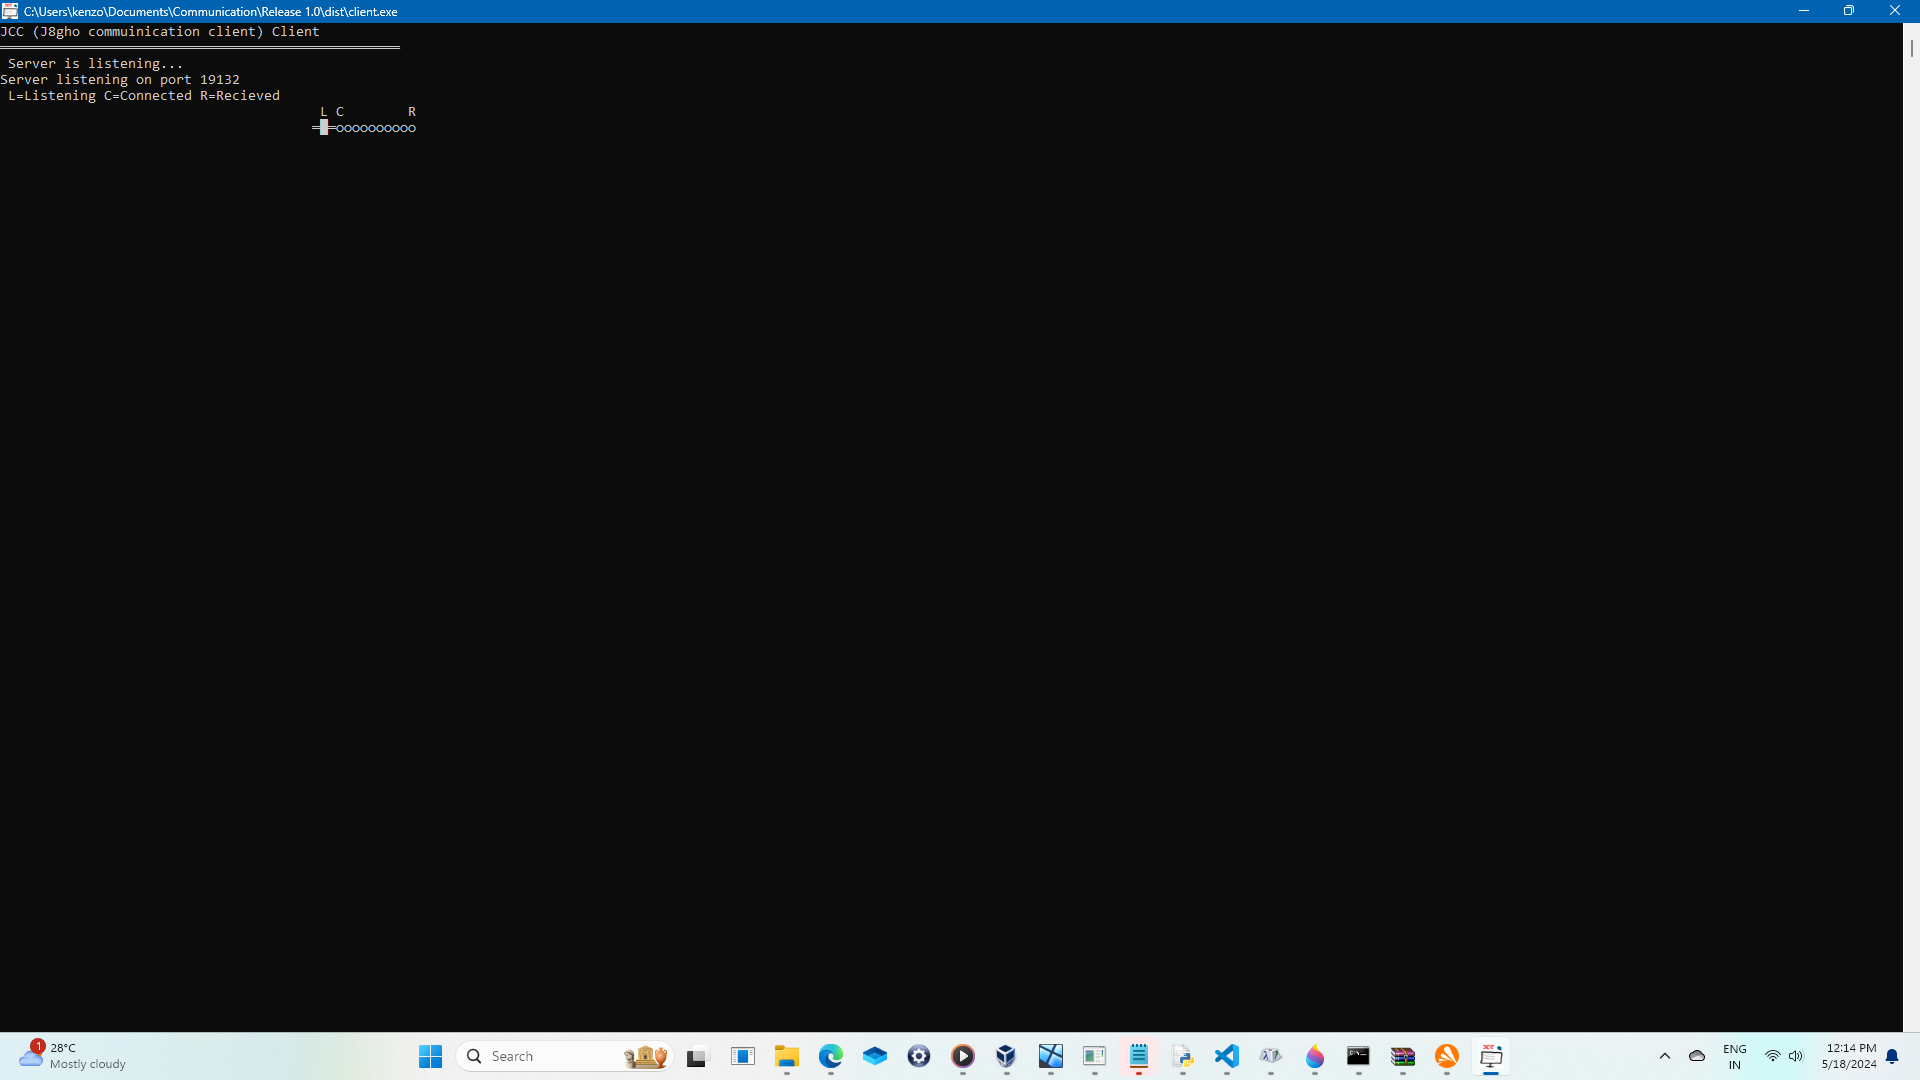 C:\Users\kenzo\Documents\Communication\Release 1.0\dist\client.exe
JCC (J8gho commuinication client) Client
Server is listening...
Server listening on port 19132
L=Listening C=Connected R=Recieved
L C R
═█═oooooooooo
1
28°C
Mostly cloudy
Search
ENG
IN
12:14 PM
5/18/2024